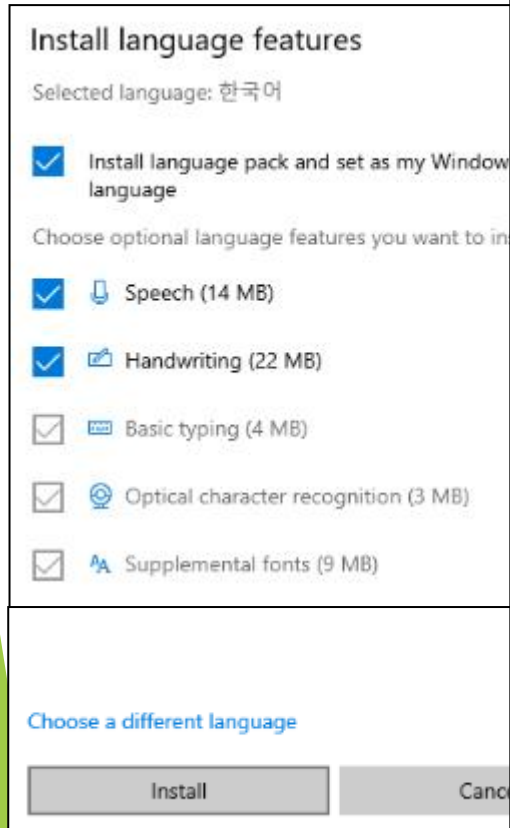 Install language features
Selected language: 한국어
Install language pack and set as my Window
language
Choose optional language features you want to in
Speech (14 MB)
Handwriting (22 MB)
Basic typing (4 MB)
Optical character recognition (3 MB)
Supplemental fonts (9 MB)
Choose a different language
Install
Canc